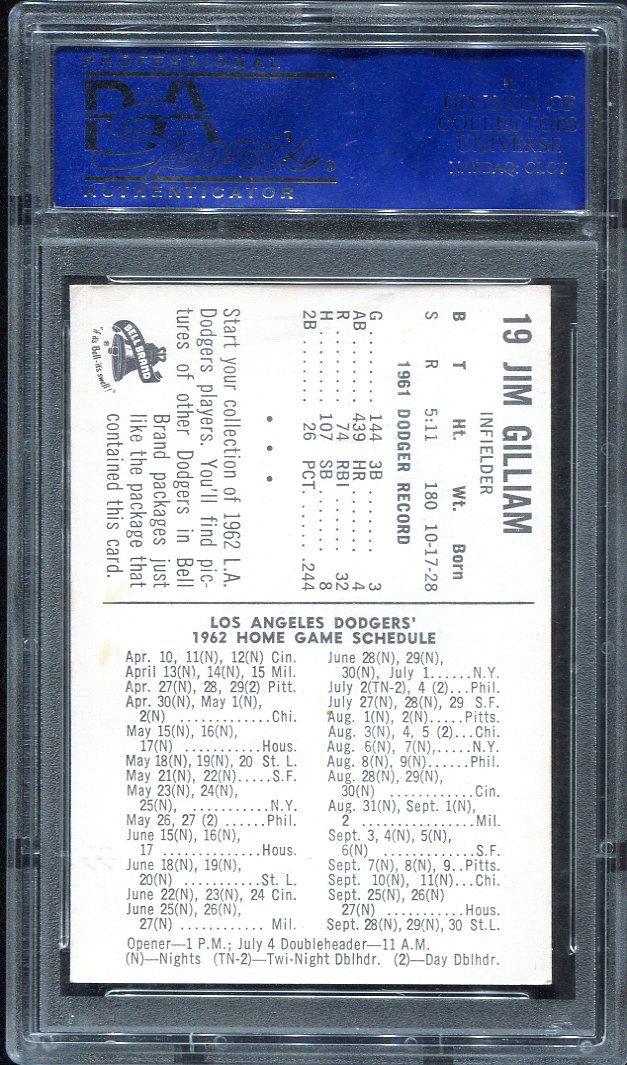 PROFESSIONAL
PSA
Sports
®
AUTHENTICATOR
A
DIVISION OF
COLLECTORS
UNIVERSE
NASDAQ: CLCT
19 JIM GILLIAM
INFIELDER
B T Ht. Wt. Born
S R 5:11 180 10-17-28
1961 DODGER RECORD
G......... 144 3B......... 3
AB........ 439 HR........ 4
R......... 74 RBI....... 32
H......... 107 SB......... 8
2B........ 26 PCT...... .244
• • •
Start your collection of 1962 L.A.
Dodgers players. You'll find pic-
tures of other Dodgers in Bell
Brand packages just
like the package that
contained this card.
BELL BRAND
®
"if its Bell-its swell!"
LOS ANGELES DODGERS'
1962 HOME GAME SCHEDULE
Apr. 10, 11(N), 12(N) Cin.
April 13(N), 14(N), 15 Mil.
Apr. 27(N), 28, 29(2) Pitt.
Apr. 30(N), May 1(N),
2(N) .............Chi.
May 15(N), 16(N),
17(N) ............Hous.
May 18(N), 19(N), 20 St. L.
May 21(N), 22(N).....S.F.
May 23(N), 24(N),
25(N), ............N.Y.
May 26, 27 (2) ......Phil.
June 15(N), 16(N),
17 ..............Hous.
June 18(N), 19(N),
20(N) ...........St. L.
June 22(N), 23(N), 24 Cin.
June 25(N), 26(N),
27(N) ............ Mil.
June 28(N), 29(N),
30(N), July 1......N.Y.
July 2(TN-2), 4 (2)...Phil.
July 27(N), 28(N), 29 S.F.
Aug. 1(N), 2(N).....Pitts.
Aug. 3(N), 4, 5 (2)...Chi.
Aug. 6(N), 7(N),.....N.Y.
Aug. 8(N), 9(N)......Phil.
Aug. 28(N), 29(N),
30(N) .............Cin.
Aug. 31(N), Sept. 1(N),
2 .................Mil.
Sept. 3, 4(N), 5(N),
6(N) ..............S.F.
Sept. 7(N), 8(N), 9..Pitts.
Sept. 10(N), 11(N)...Chi.
Sept. 25(N), 26(N)
27(N) ...........Hous.
Sept. 28(N), 29(N), 30 St.L.
Opener—1 P.M.; July 4 Doubleheader—11 A.M.
(N)—Nights (TN-2)—Twi-Night Dblhdr. (2)—Day Dblhdr.